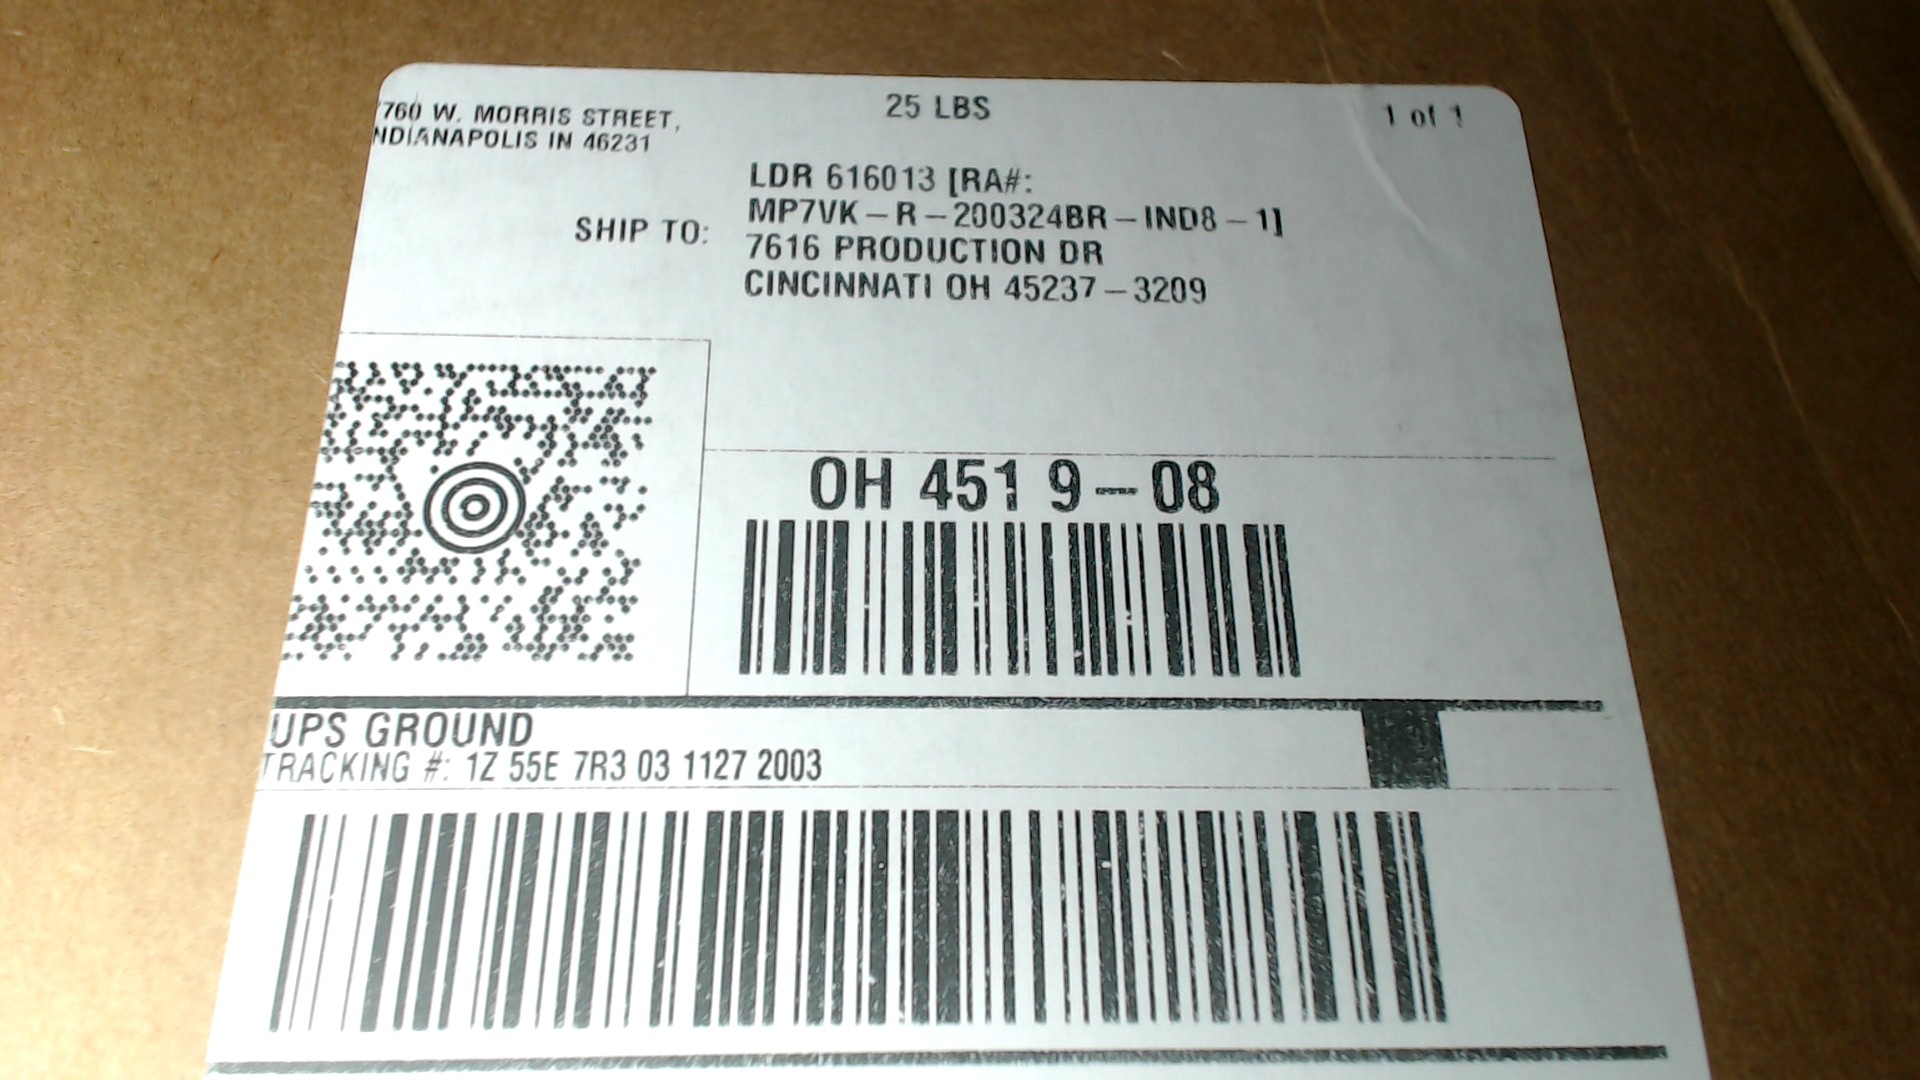 760 W. MORRIS STREET,
NDIANAPOLIS IN 46231
25 LBS
1 of 1
SHIP TO:
LDR 616013 [RA#:
MP7VK-R-200324BR-IND8-1]
7616 PRODUCTION DR
CINCINNATI OH 45237-3209
OH 451 9-08
UPS GROUND
TRACKING #: 1Z 55E 7R3 03 1127 2003